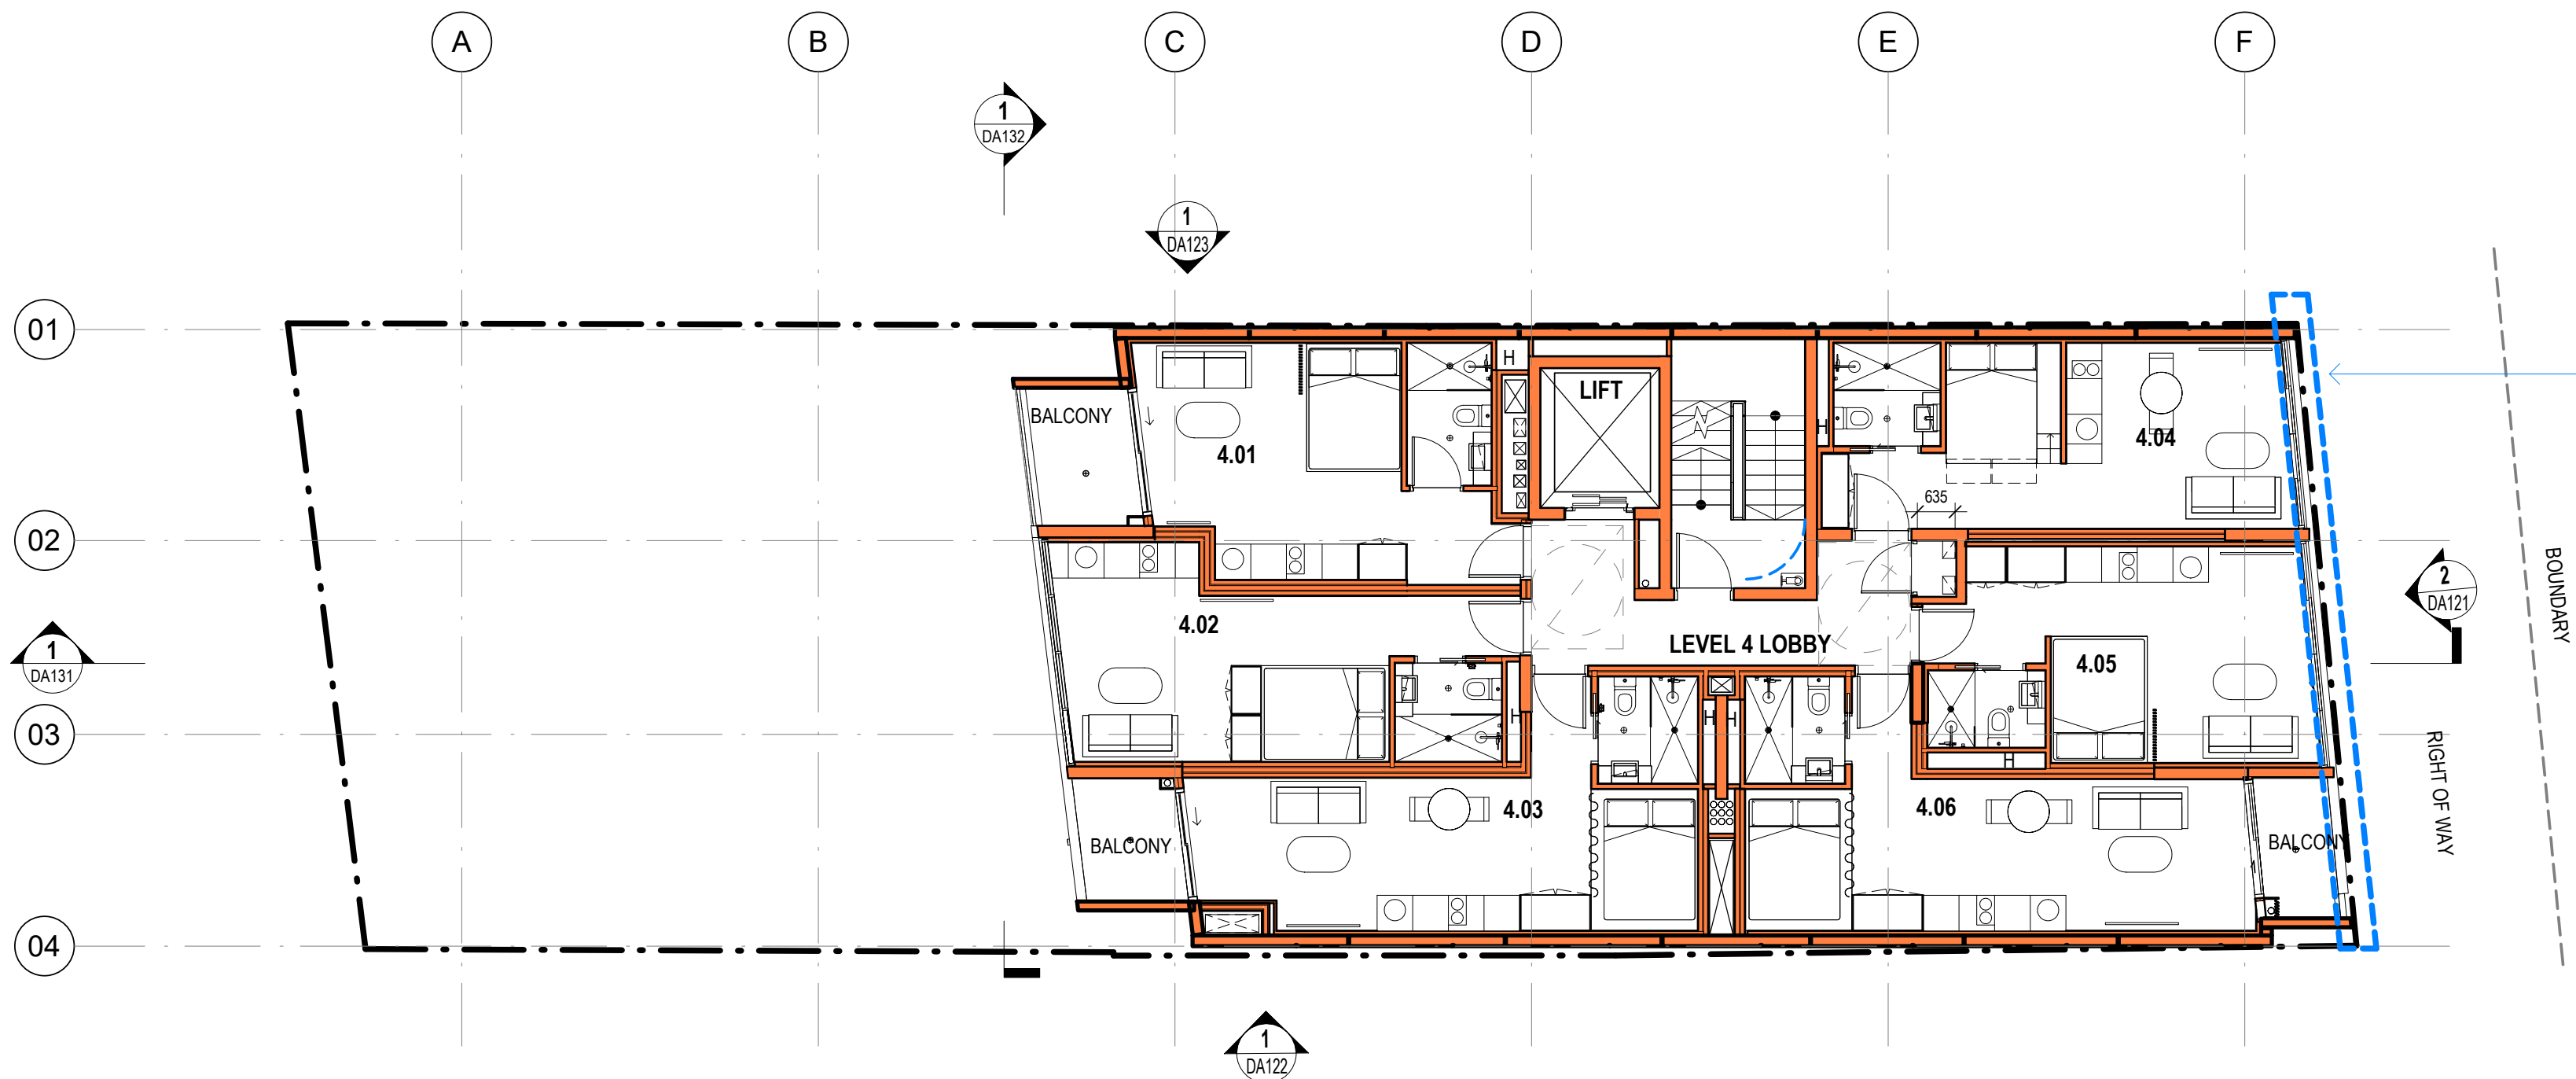 A B C D E F
1
DA132
1
DA123
01
H
LIFT
BALCONY
4.04
H
4.01
635
02
BOUNDARY
2
DA121
4.02
LEVEL 4 LOBBY
1
DA131
4.05
H
H H
03
H
RIGHT OF WAY
4.03
4.06
BALCONY
BALCONY
04
1
DA122